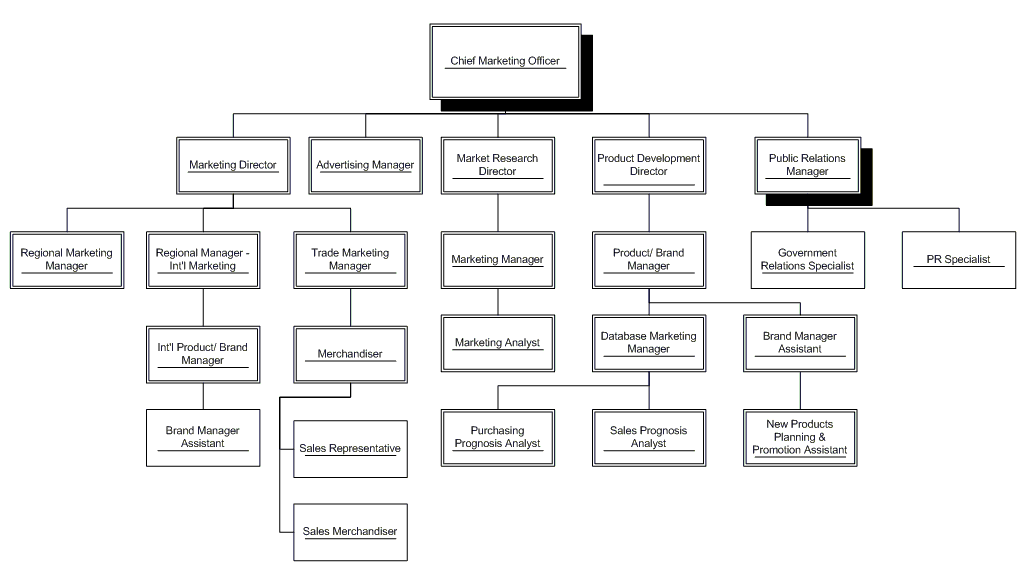 Chief Marketing Officer
Marketing Director
Advertising Manager
Market Research
Director
Product Development
Director
Public Relations
Manager
Regional Marketing
Manager
Regional Manager -
Int'l Marketing
Trade Marketing
Manager
Marketing Manager
Product/ Brand
Manager
Government
Relations Specialist
PR Specialist
Int'l Product/ Brand
Manager
Merchandiser
Marketing Analyst
Database Marketing
Manager
Brand Manager
Assistant
Brand Manager
Assistant
Sales Representative
Purchasing
Prognosis Analyst
Sales Prognosis
Analyst
New Products
Planning &
Promotion Assistant
Sales Merchandiser